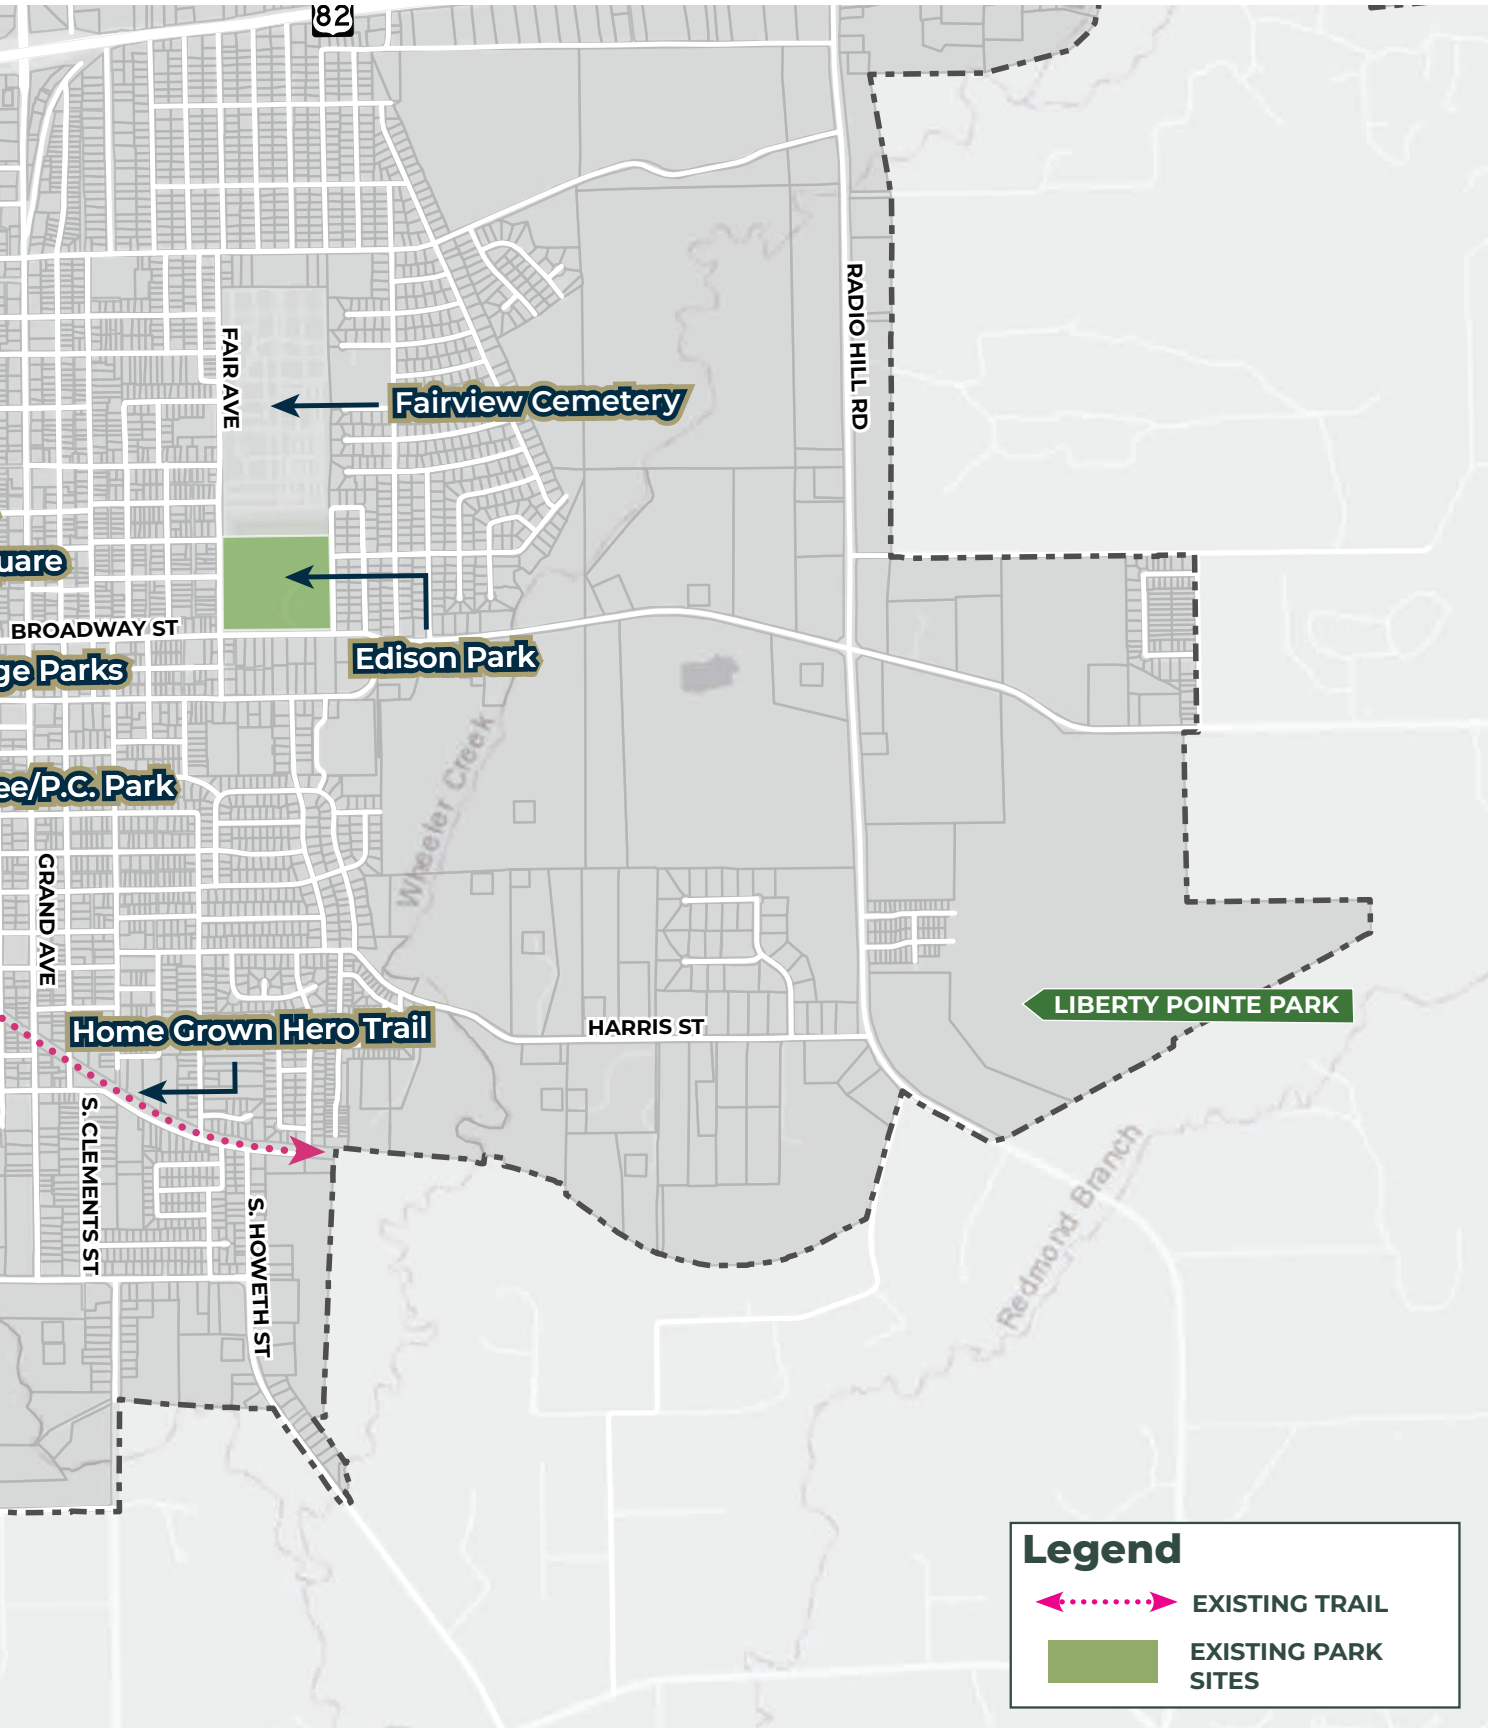 82
RADIO HILL RD
FAIR AVE
Fairview Cemetery
uare
BROADWAY ST
Edison Park
ge Parks
Wheeler Creek
ee/P.C. Park
GRAND AVE
LIBERTY POINTE PARK
HARRIS ST
Home Grown Hero Trail
S. CLEMENTS ST
Redmond Branch
S. HOWETH ST
Legend
EXISTING TRAIL
EXISTING PARK
SITES